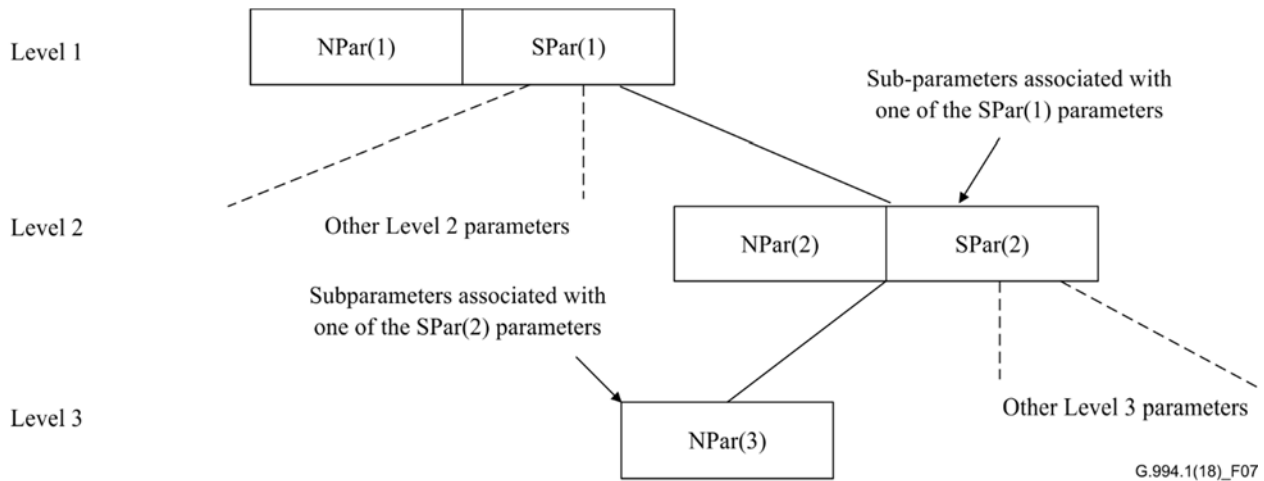 Level 1
NPar(1)
SPar(1)
Sub-parameters associated with
one of the SPar(1) parameters
Level 2
Other Level 2 parameters
NPar(2)
SPar(2)
Subparameters associated with
one of the SPar(2) parameters
Level 3
NPar(3)
Other Level 3 parameters
G.994.1(18)_F07